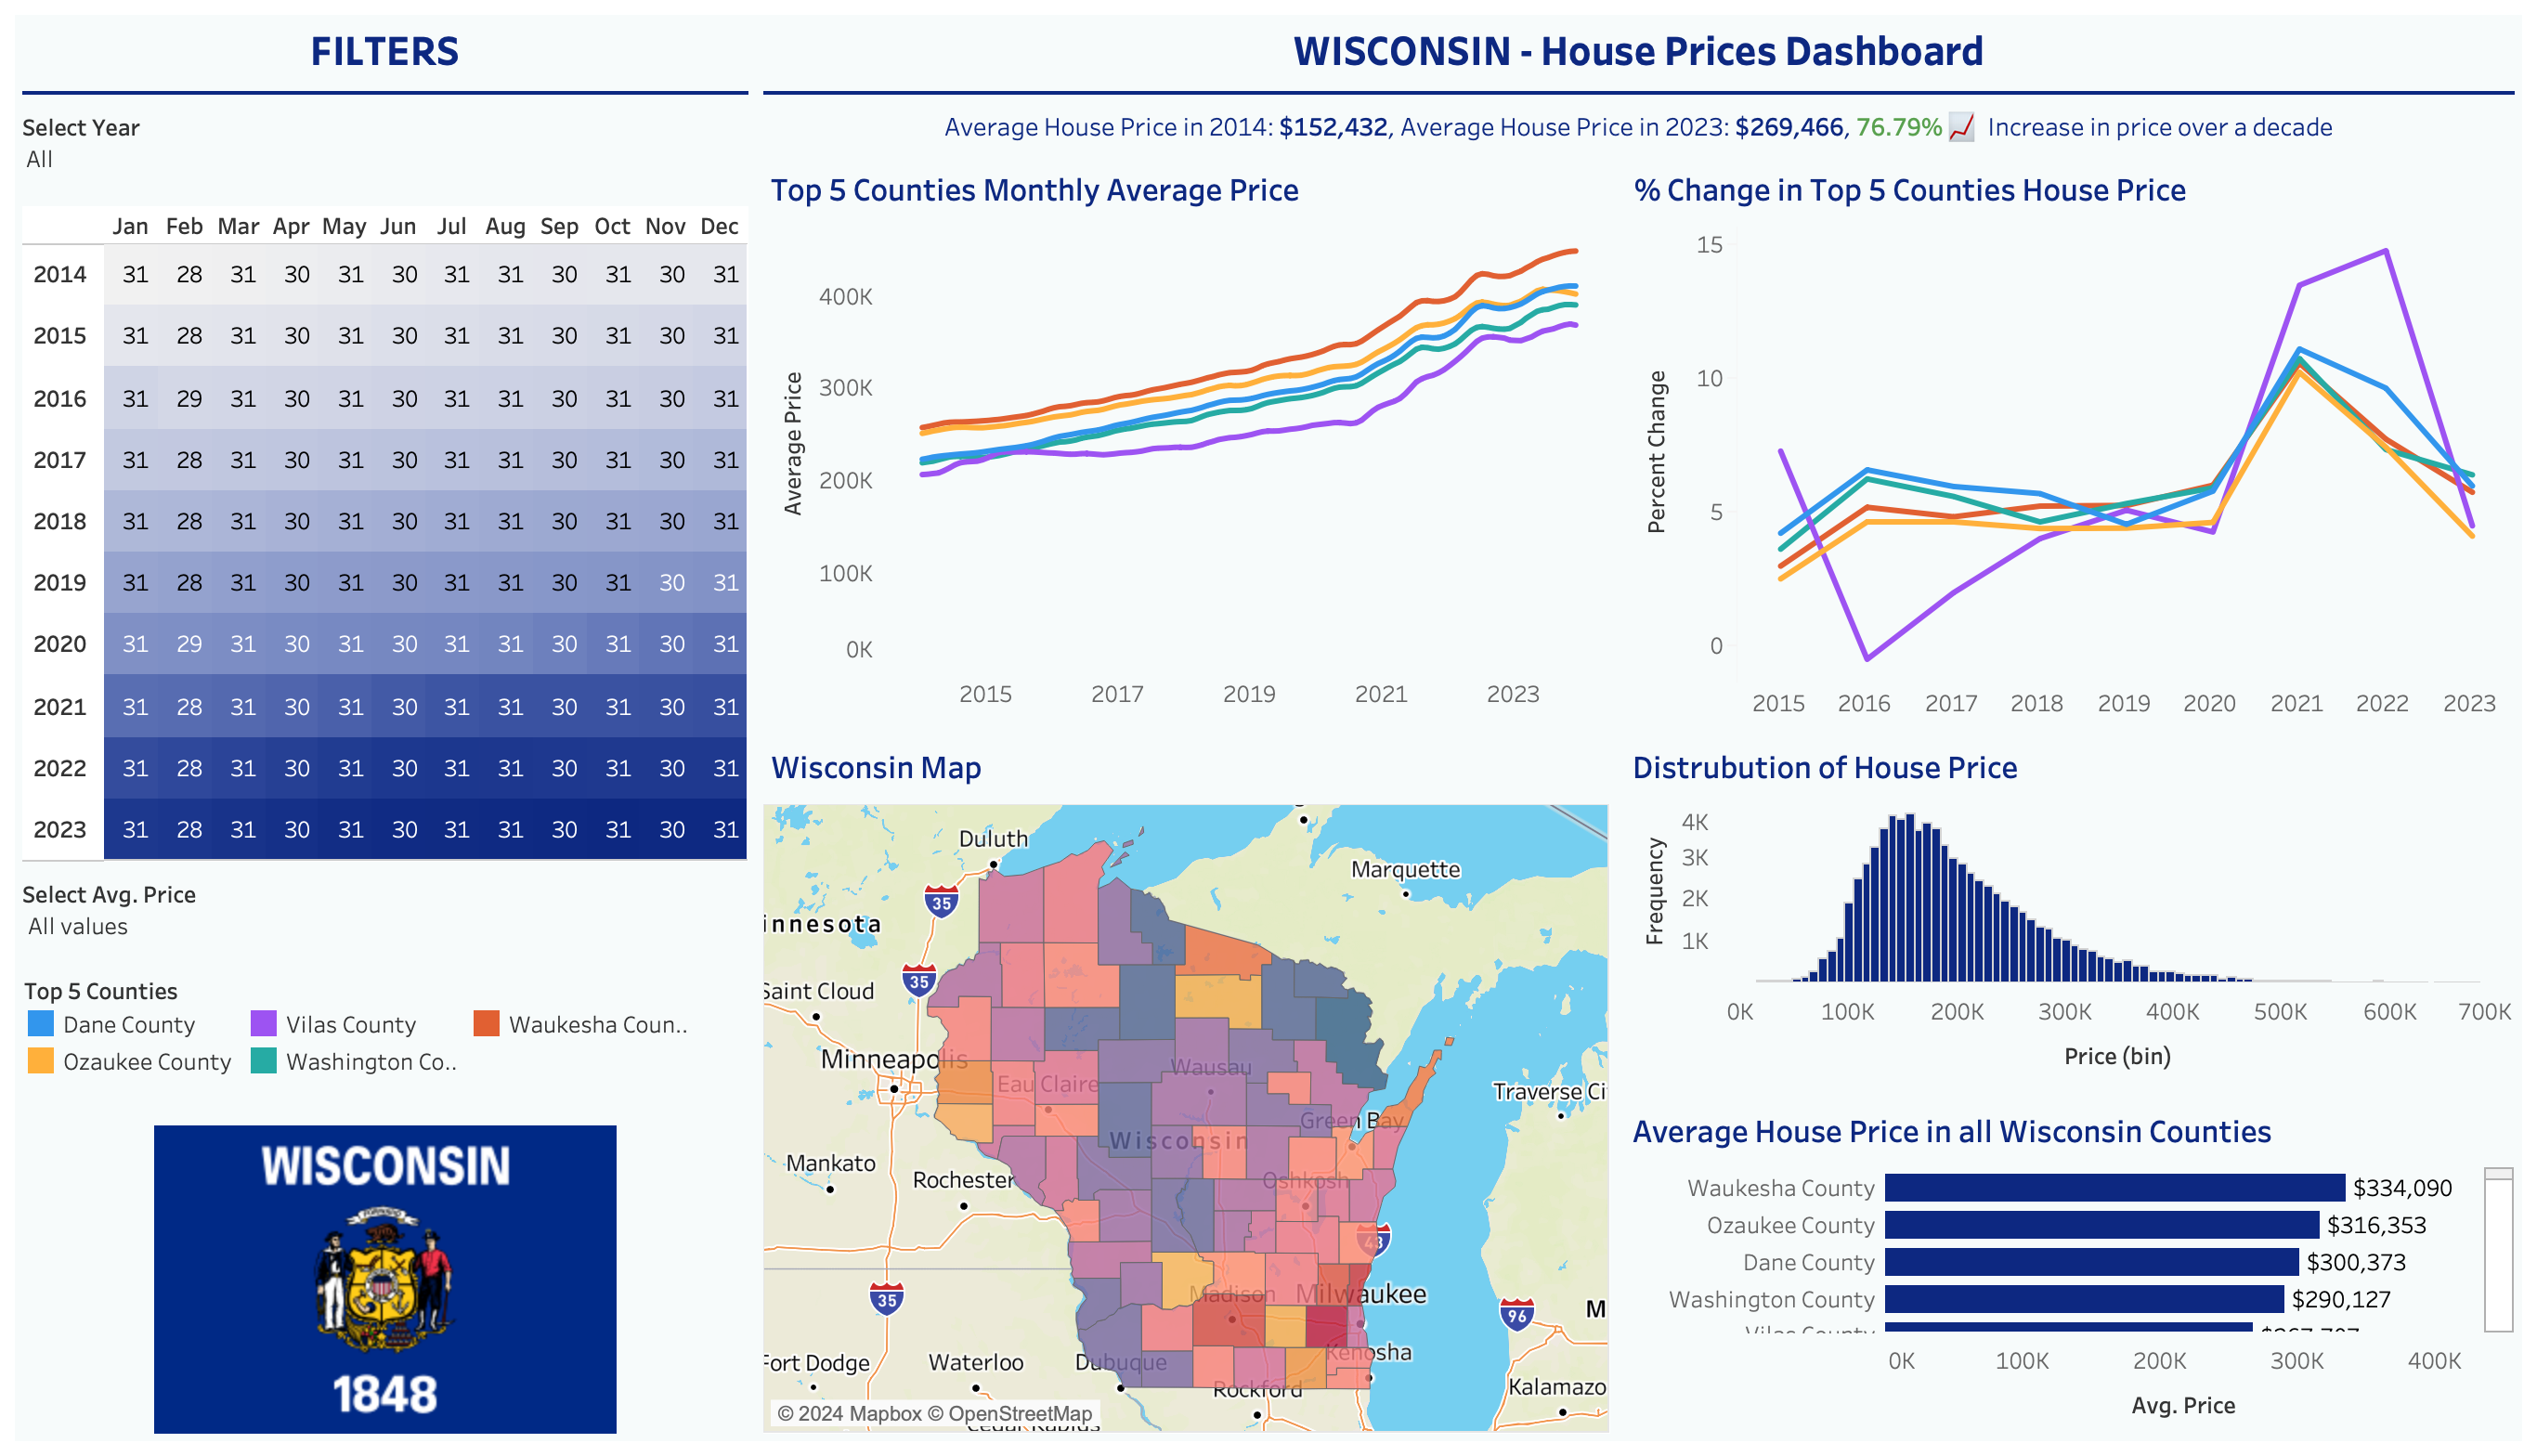 FILTERS
Select Year
All
Jan Feb Mar Apr May Jun Jul Aug Sep Oct Nov Dec
2014 31 28 31 30 31 30 31 31 30 31 30 31
2015 31 28 31 30 31 30 31 31 30 31 30 31
2016 31 29 31 30 31 30 31 31 30 31 30 31
2017 31 28 31 30 31 30 31 31 30 31 30 31
2018 31 28 31 30 31 30 31 31 30 31 30 31
2019 31 28 31 30 31 30 31 31 30 31 30 31
2020 31 29 31 30 31 30 31 31 30 31 30 31
2021 31 28 31 30 31 30 31 31 30 31 30 31
2022 31 28 31 30 31 30 31 31 30 31 30 31
2023 31 28 31 30 31 30 31 31 30 31 30 31
Select Avg. Price
All values
Top 5 Counties
Dane County Vilas County Waukesha Coun..
Ozaukee County Washington Co..
WISCONSIN
1848
WISCONSIN - House Prices Dashboard
Average House Price in 2014: $152,432, Average House Price in 2023: $269,466, 76.79% Increase in price over a decade
Top 5 Counties Monthly Average Price
Average Price
400K
300K
200K
100K
0K
2015 2017 2019 2021 2023
% Change in Top 5 Counties House Price
Percent Change
15
10
5
0
2015 2016 2017 2018 2019 2020 2021 2022 2023
Wisconsin Map
Duluth
Marquette
35
innesota
35
Saint Cloud
Minneapolis
Wausau
Eau Claire
Traverse Ci
Green Bay
Wisconsin
Mankato
Rochester
Oshkosh
43
35
Madison
Milwaukee
96
M
Fort Dodge
Waterloo
Dubuque
Kenosha
Rockford
Kalamazo
© 2024 Mapbox © OpenStreetMap
Cedar Rapids
Distrubution of House Price
Frequency
4K
3K
2K
1K
0K 100K 200K 300K 400K 500K 600K 700K
Price (bin)
Average House Price in all Wisconsin Counties
Waukesha County $334,090
Ozaukee County $316,353
Dane County $300,373
Washington County $290,127
Vilas County
0K 100K 200K 300K 400K
Avg. Price